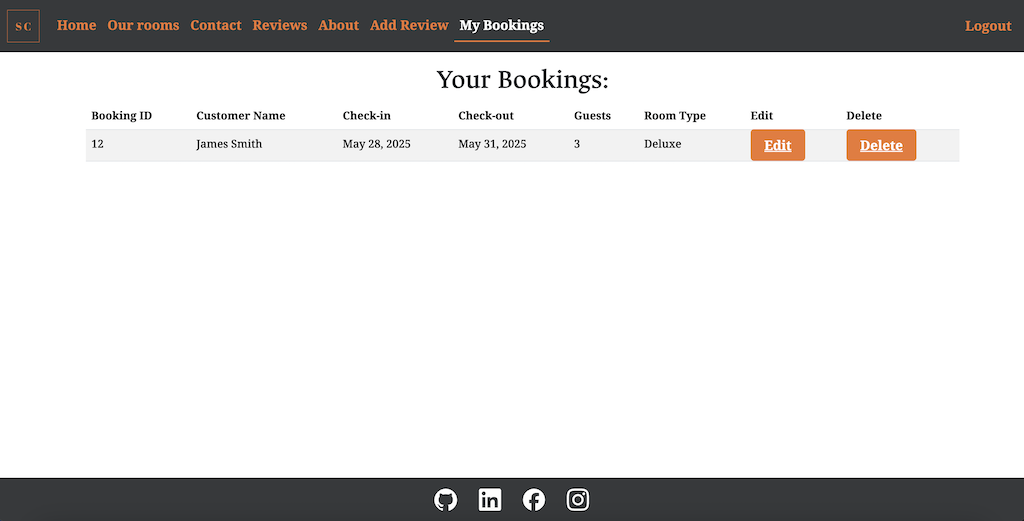 SC Home Our rooms Contact Reviews About Add Review My Bookings Logout
Your Bookings:
Booking ID Customer Name Check-in Check-out Guests Room Type Edit Delete
12 James Smith May 28, 2025 May 31, 2025 3 Deluxe Edit Delete
in